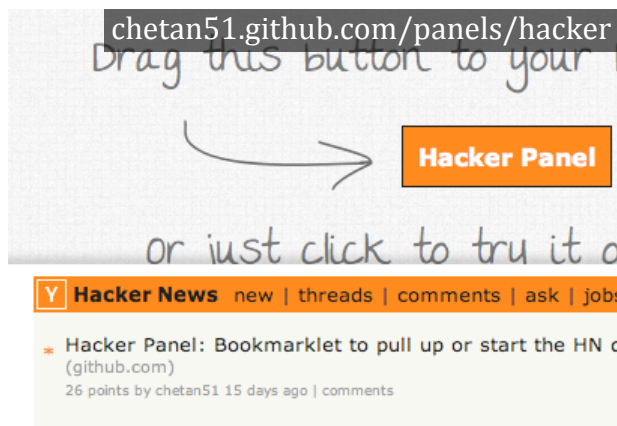 chetan51.github.com/panels/hacker
Drag this button to your
Hacker Panel
or just click to try it
Y Hacker News new | threads | comments | ask | jobs
* Hacker Panel: Bookmarklet to pull up or start the HN
(github.com)
26 points by chetan51 15 days ago | comments